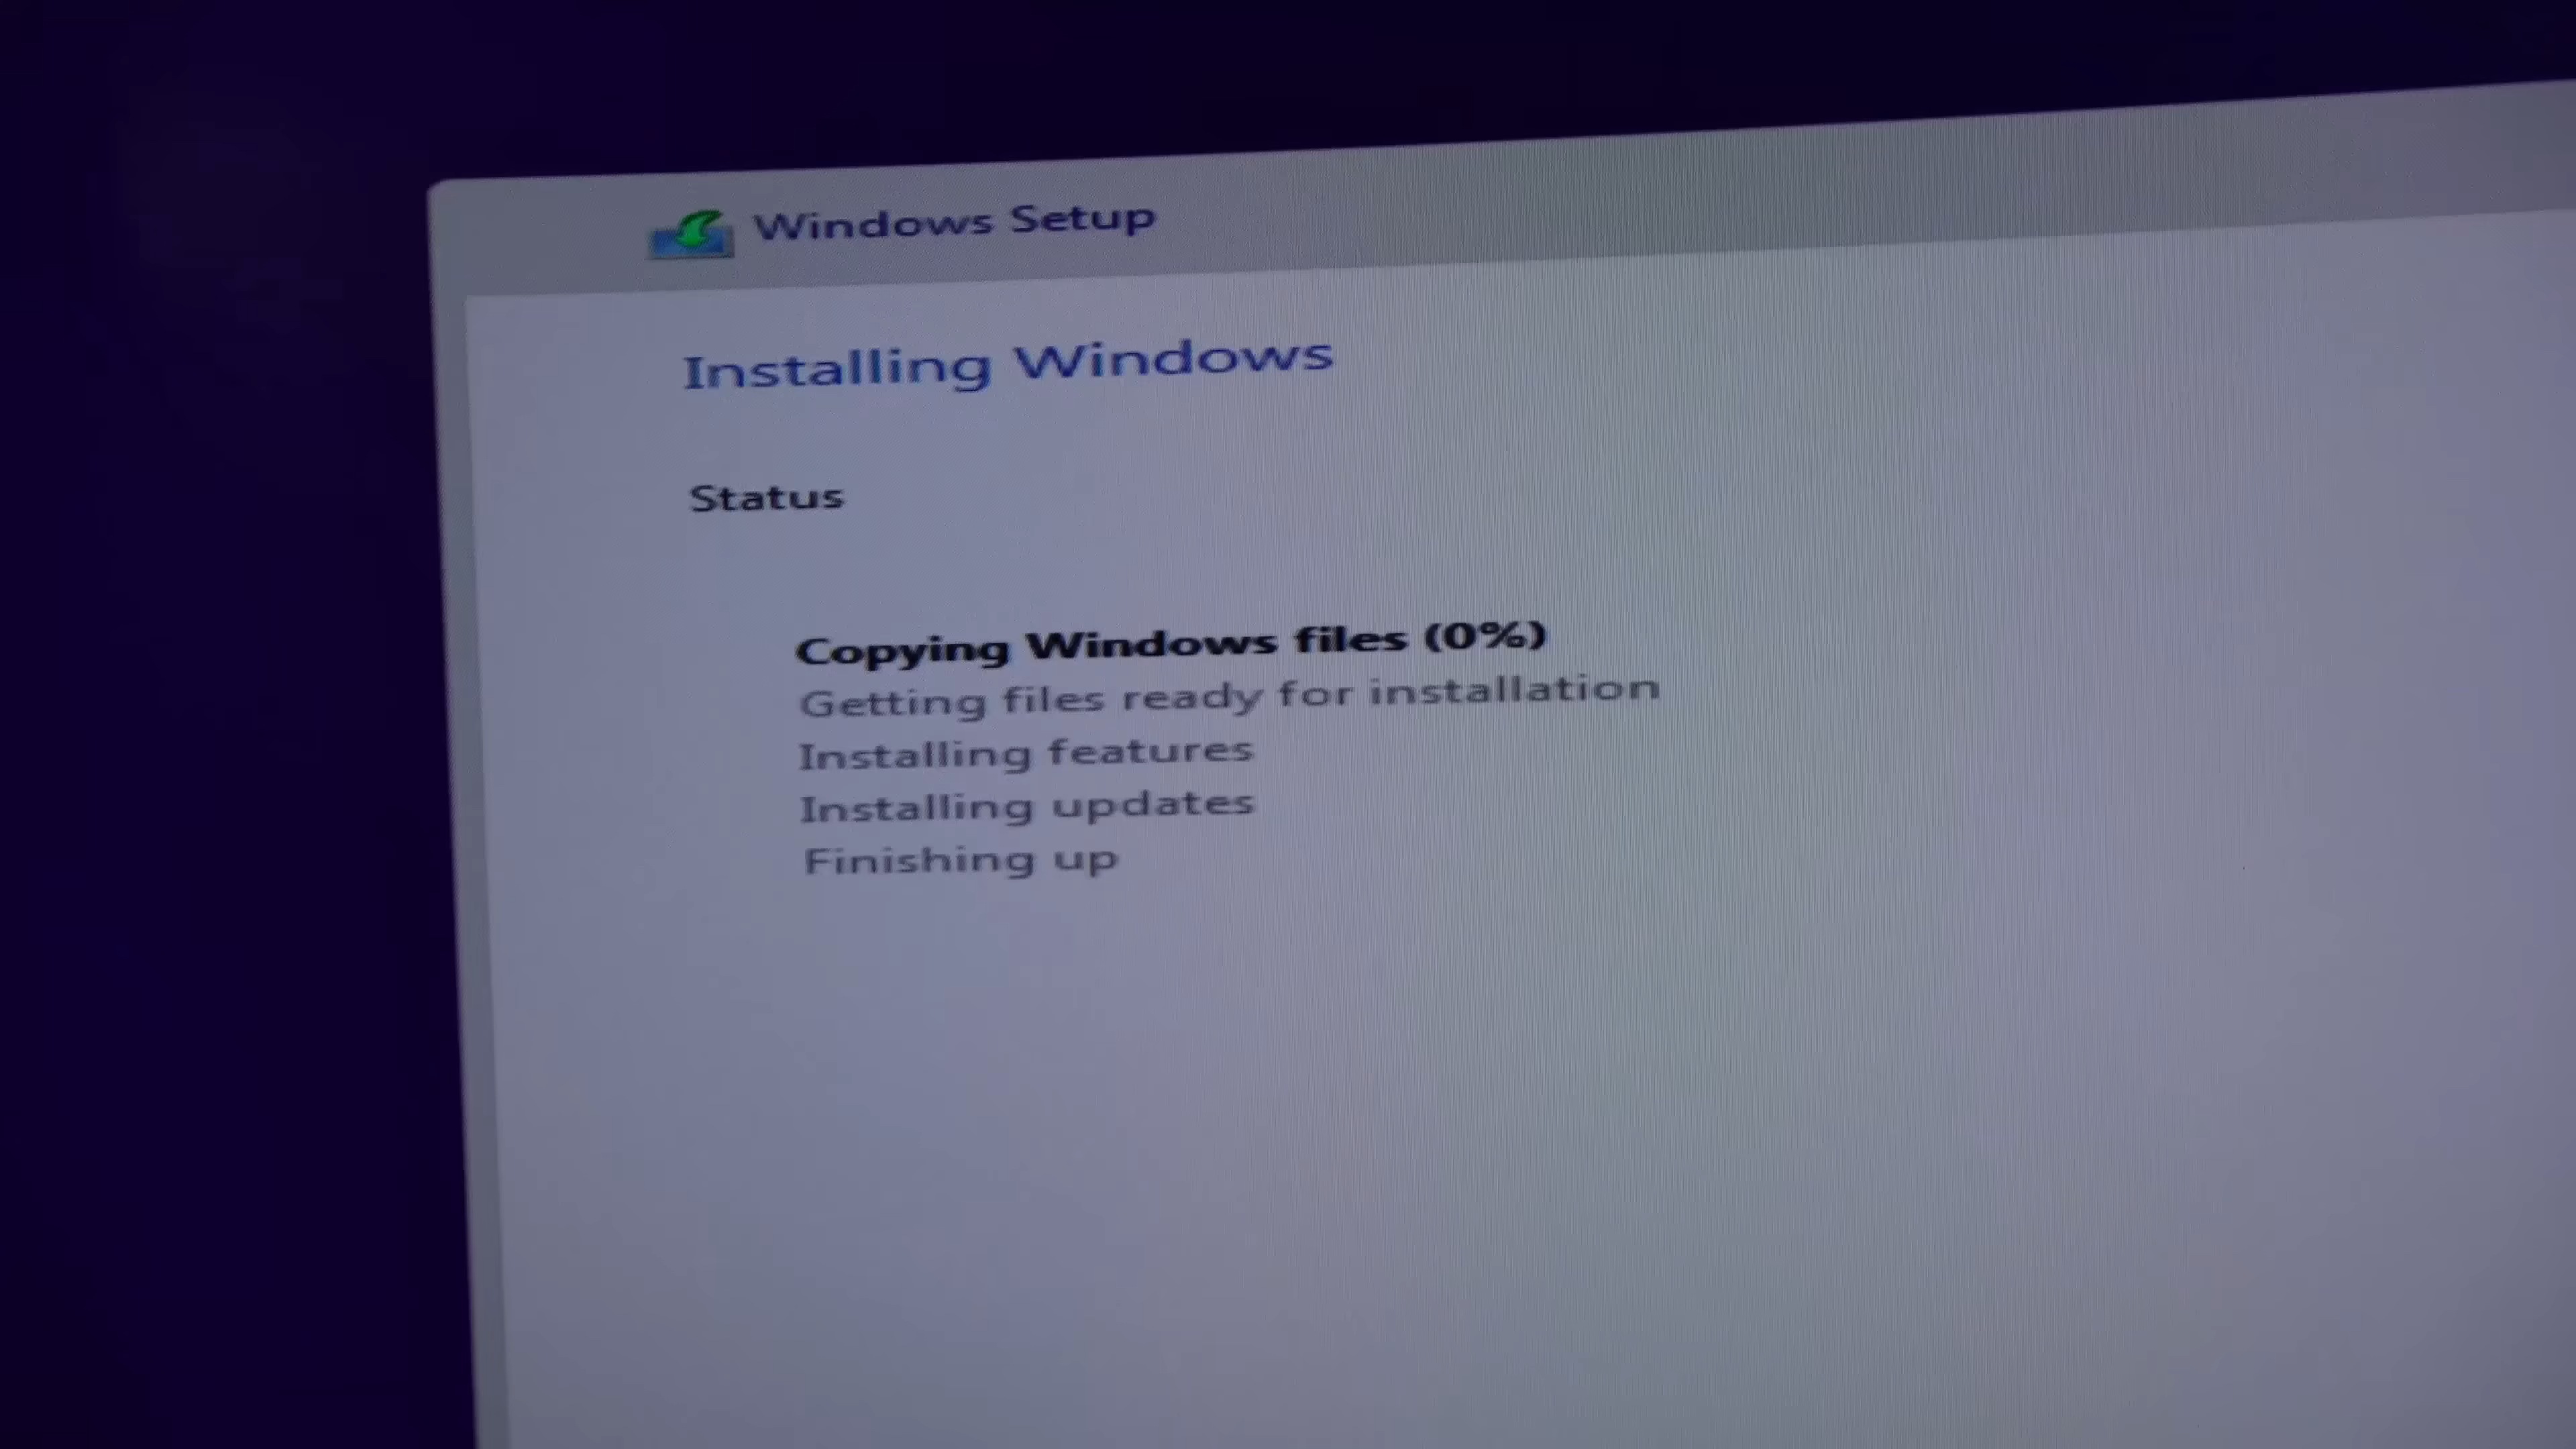 Windows Setup
Installing Windows
Status
Copying Windows files (0%)
Getting files ready for installation
Installing features
Installing updates
Finishing up